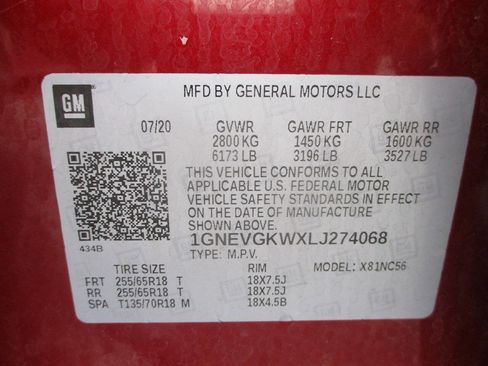 GM
MFD BY GENERAL MOTORS LLC
07/20 GVWR GAWR FRT GAWR RR
2800 KG 1450 KG 1600 KG
6173 LB 3196 LB 3527 LB
THIS VEHICLE CONFORMS TO ALL
APPLICABLE U.S. FEDERAL MOTOR
VEHICLE SAFETY STANDARDS IN EFFECT
ON THE DATE OF MANUFACTURE
SHOWN ABOVE.
434B
1GNEVGKWXLJ274068
TYPE: M.P.V. MODEL: X81NC56
TIRE SIZE RIM
FRT 255/65R18 T 18X7.5J
RR 255/65R18 T 18X7.5J
SPA T135/70R18 M 18X4.5B